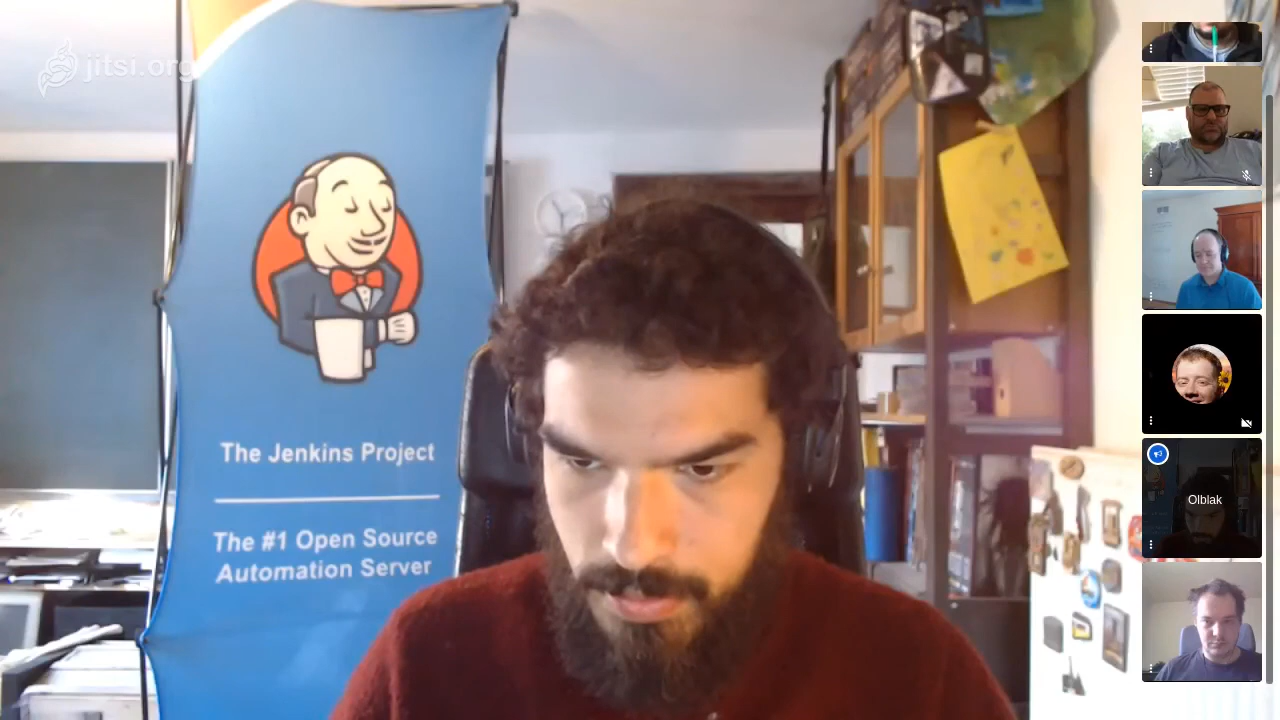 jitsi.org
The Jenkins Project
The #1 Open Source
Automation Server
Olblak